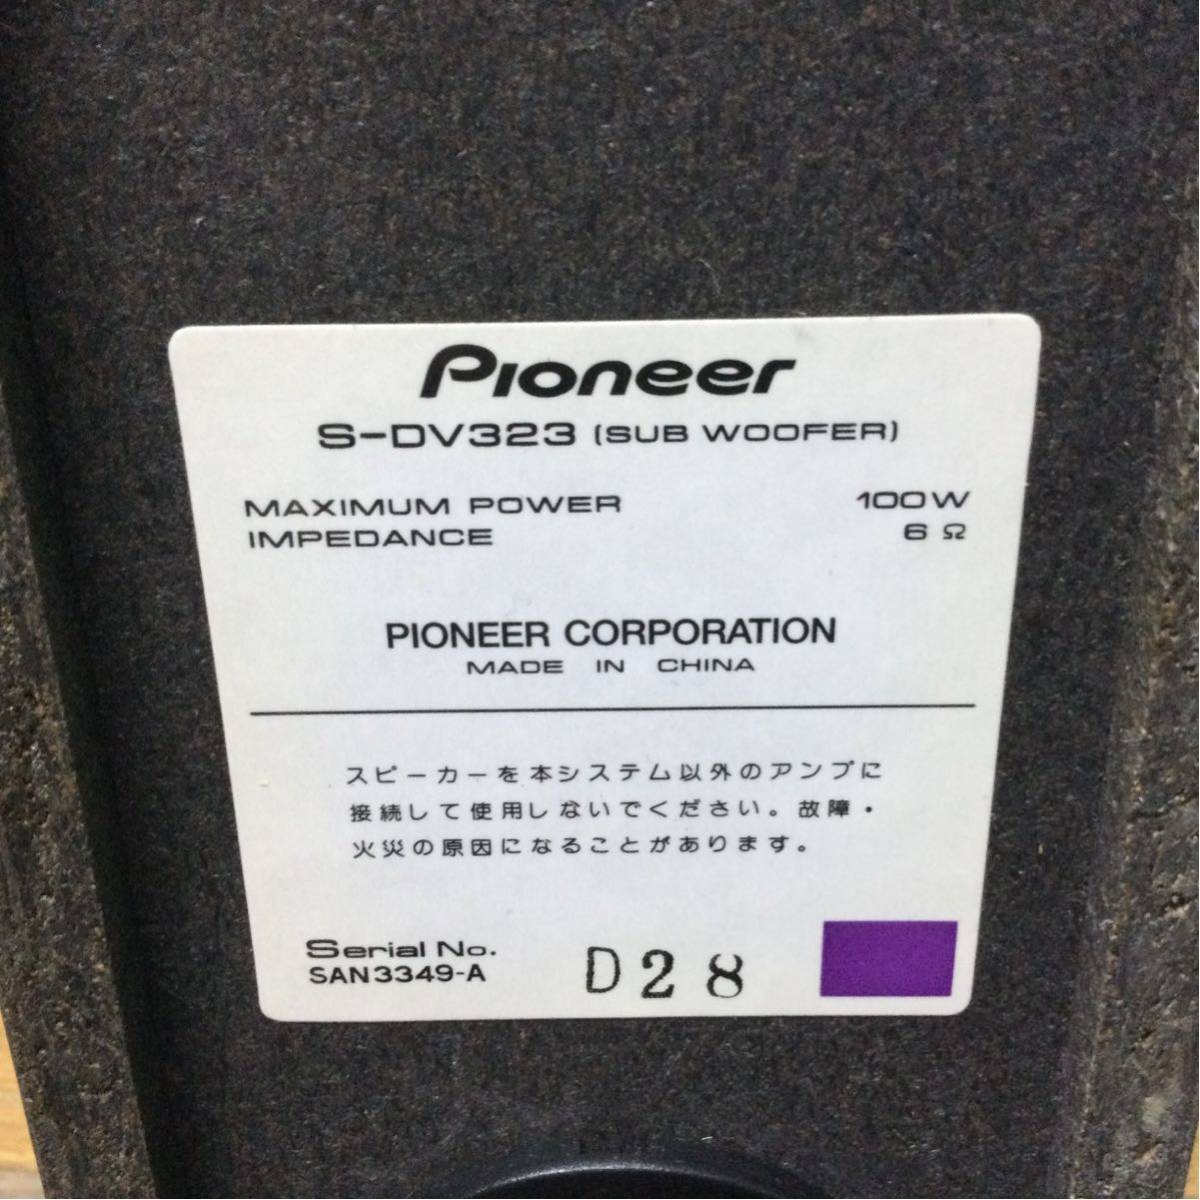 Pioneer
S-DV323 (SUB WOOFER)
MAXIMUM POWER 100W
IMPEDANCE 6 Ω
PIONEER CORPORATION
MADE IN CHINA
スピーカーを本システム以外のアンプに
接続して使用しないでください。故障・
火災の原因になることがあります。
Serial No. D28
SAN3349-A